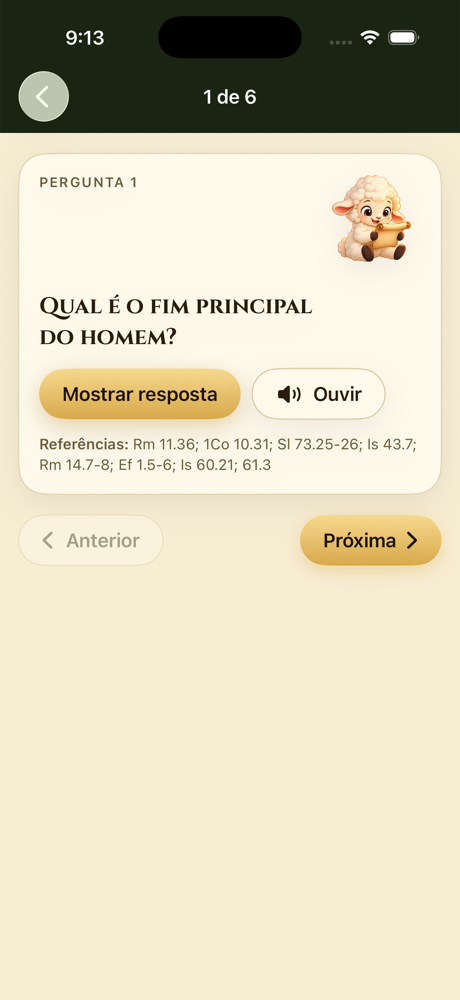 9:13
1 de 6
PERGUNTA 1
Qual é o fim principal
do homem?
Mostrar resposta
Ouvir
Referências: Rm 11.36; 1Co 10.31; Sl 73.25-26; Is 43.7;
Rm 14.7-8; Ef 1.5-6; Is 60.21; 61.3
Anterior
Próxima